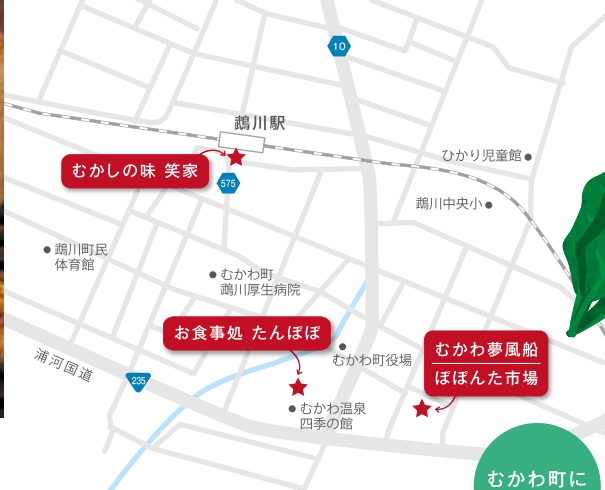 10
鵡川駅
ひかり児童館
むかしの味 笑家
575
鵡川中央小
鵡川町民
体育館
むかわ町
鵡川厚生病院
お食事処 たんぽぽ
むかわ町役場
むかわ夢風船
ぽぽんた市場
浦河国道
235
むかわ温泉
四季の館
むかわ町に